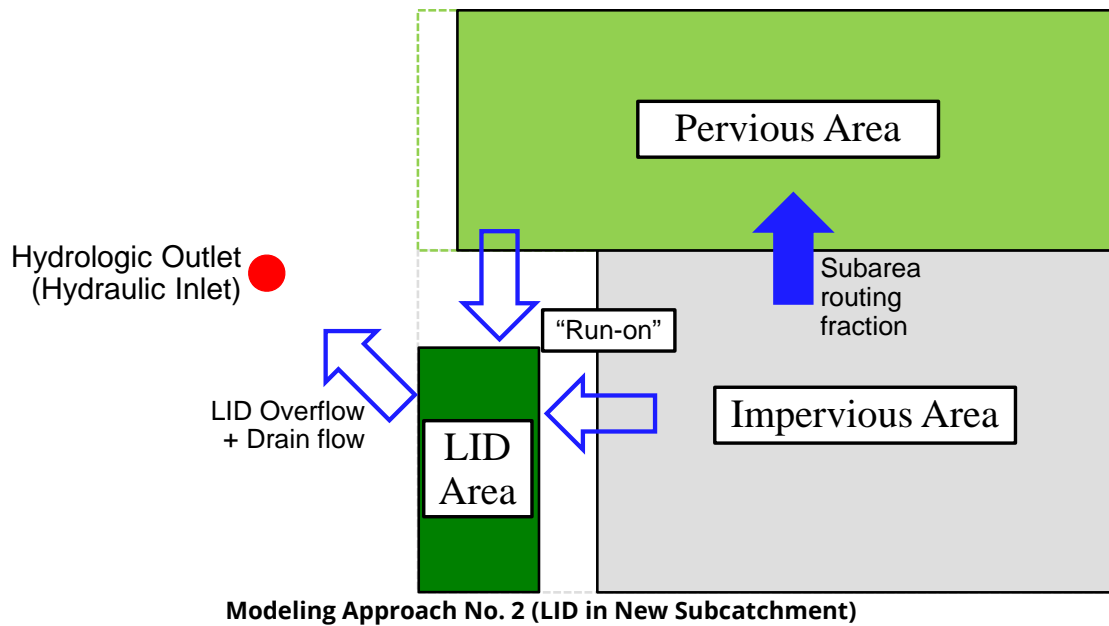 Pervious Area
Hydrologic Outlet
(Hydraulic Inlet)
Subarea
routing
fraction
“Run-on”
LID Overflow
+ Drain flow
LID
Area
Impervious Area
Modeling Approach No. 2 (LID in New Subcatchment)